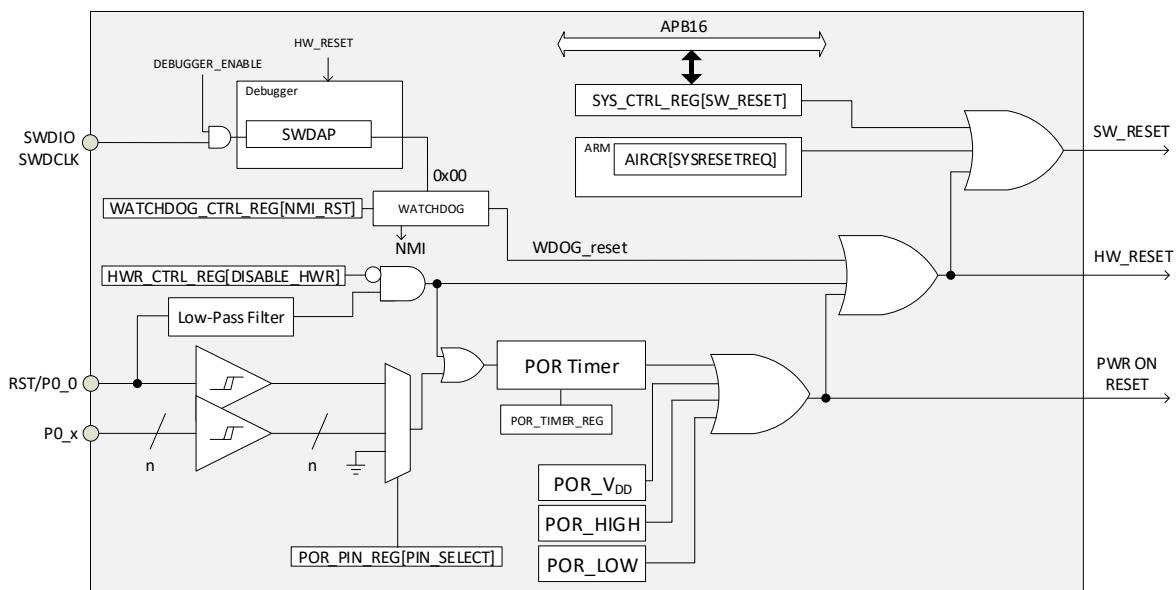 APB16
HW_RESET
DEBUGGER_ENABLE
Debugger
SWDAP
SYS_CTRL_REG[SW_RESET]
SWDIO
SWDCLK
ARM
AIRCR[SYSRESETREQ]
SW_RESET
0x00
WATCHDOG_CTRL_REG[NMI_RST]
WATCHDOG
NMI
WDOG_reset
HW_RESET
HWR_CTRL_REG[DISABLE_HWR]
Low-Pass Filter
RST/P0_0
POR Timer
PWR ON
RESET
POR_TIMER_REG
P0_x
n
n
POR_VDD
POR_HIGH
POR_PIN_REG[PIN_SELECT]
POR_LOW